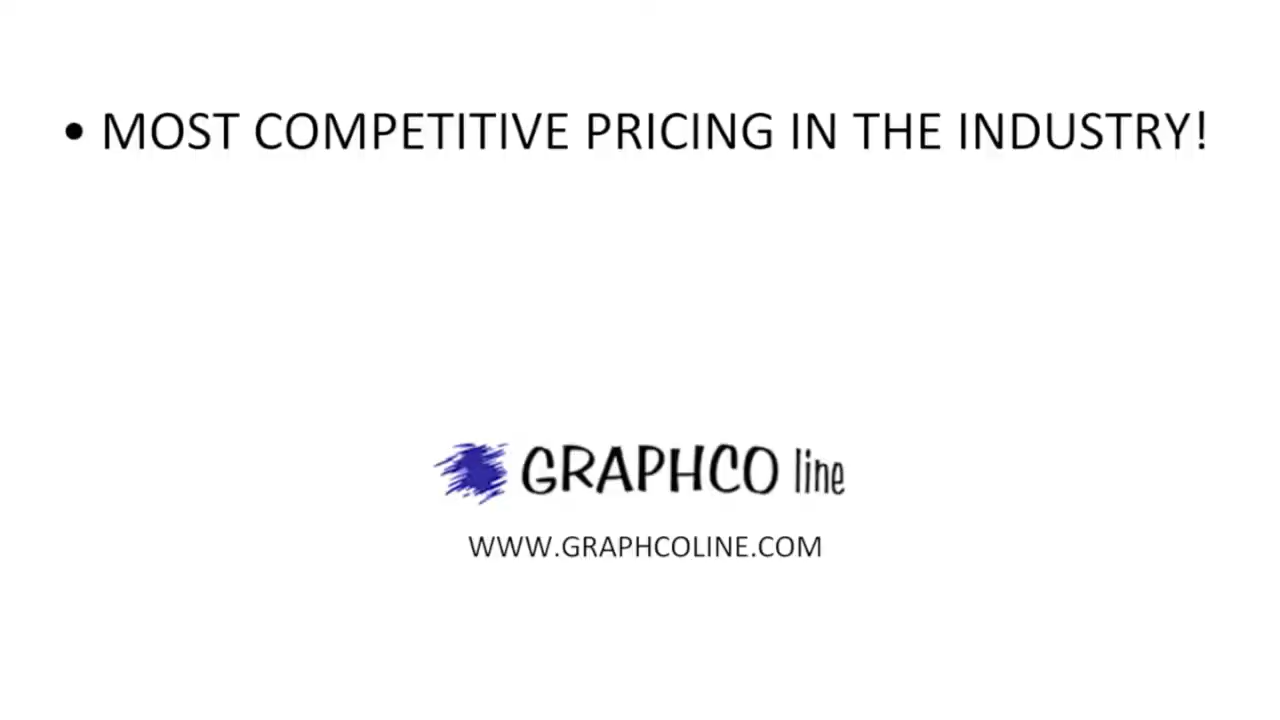 • MOST COMPETITIVE PRICING IN THE INDUSTRY!
GRAPHCO line
WWW.GRAPHCOLINE.COM